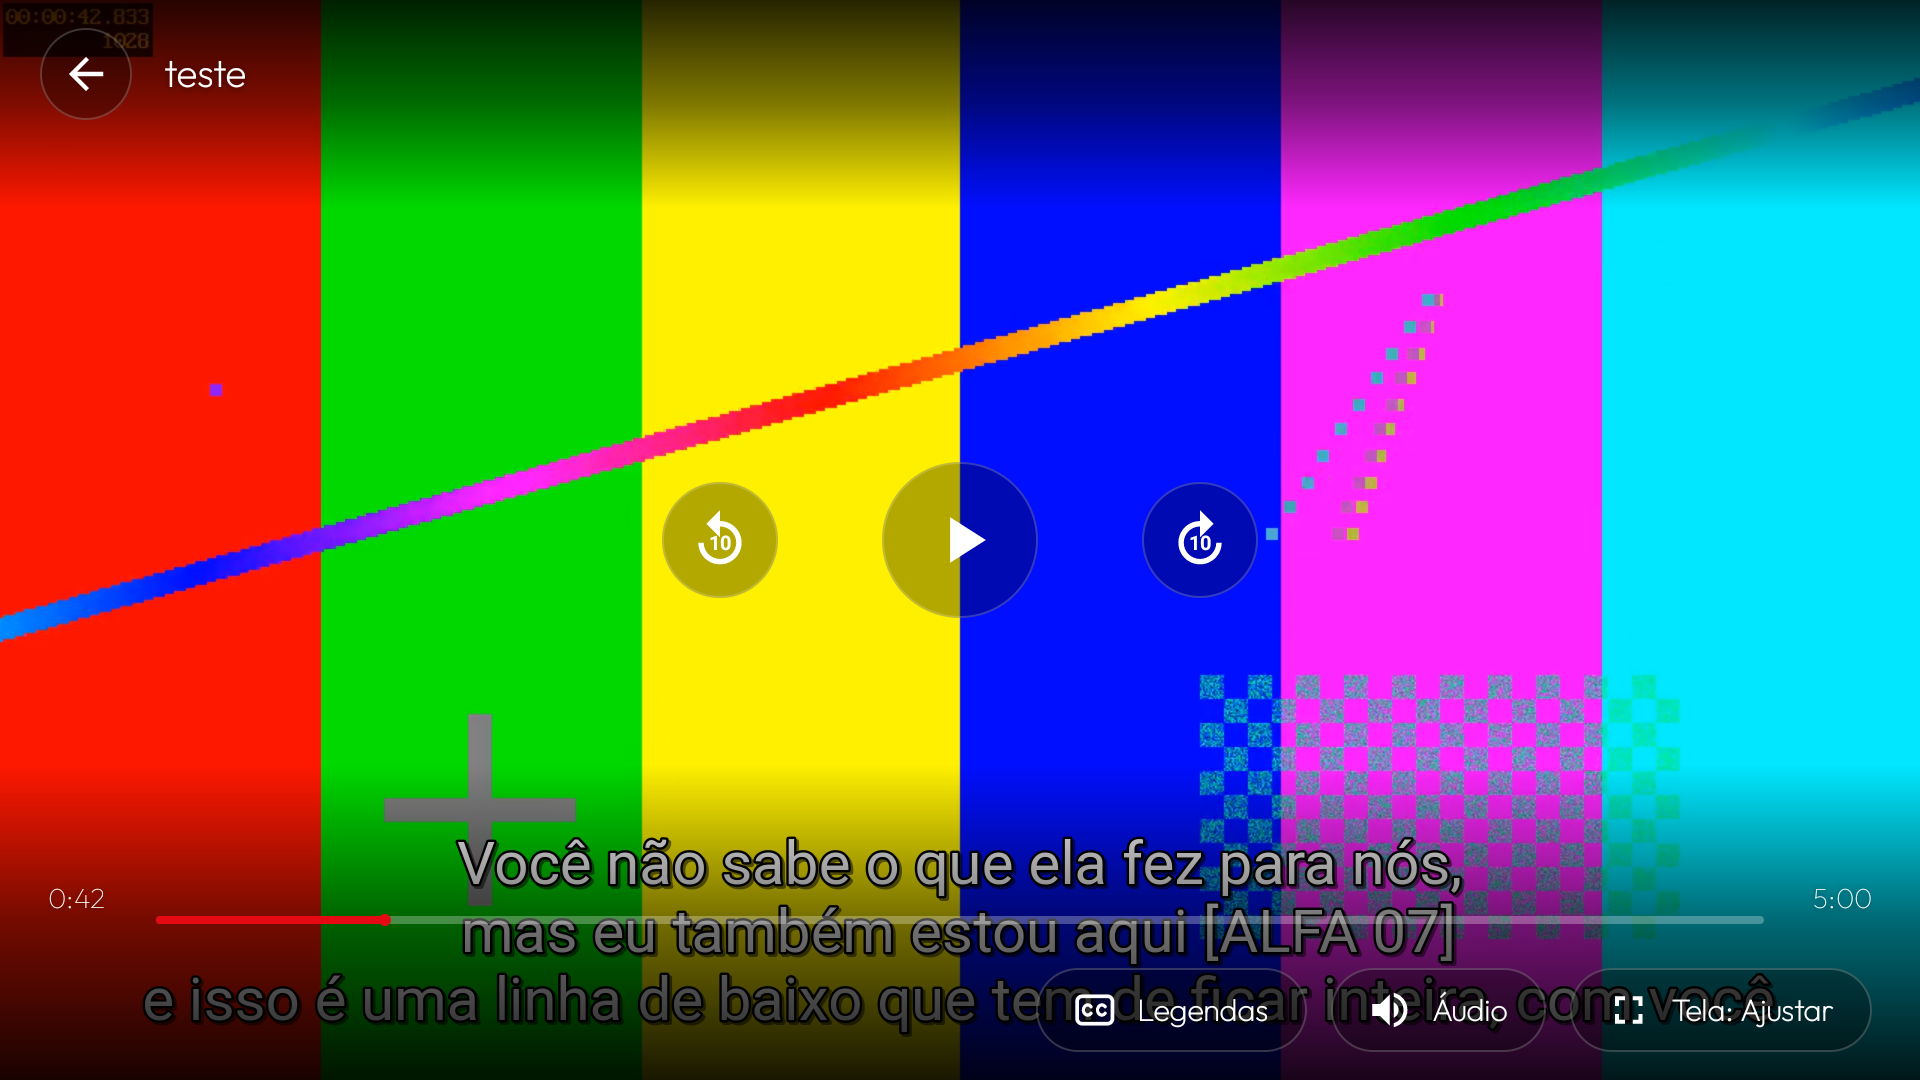 00:00:42.833
1028
teste
10
10
Você não sabe o que ela fez para nós,
0:42
5:00
mas eu também estou aqui [ALFA 07]
e isso é uma linha de baixo que tem de ficar inteira, com você
CC Legendas
Áudio
Tela: Ajustar